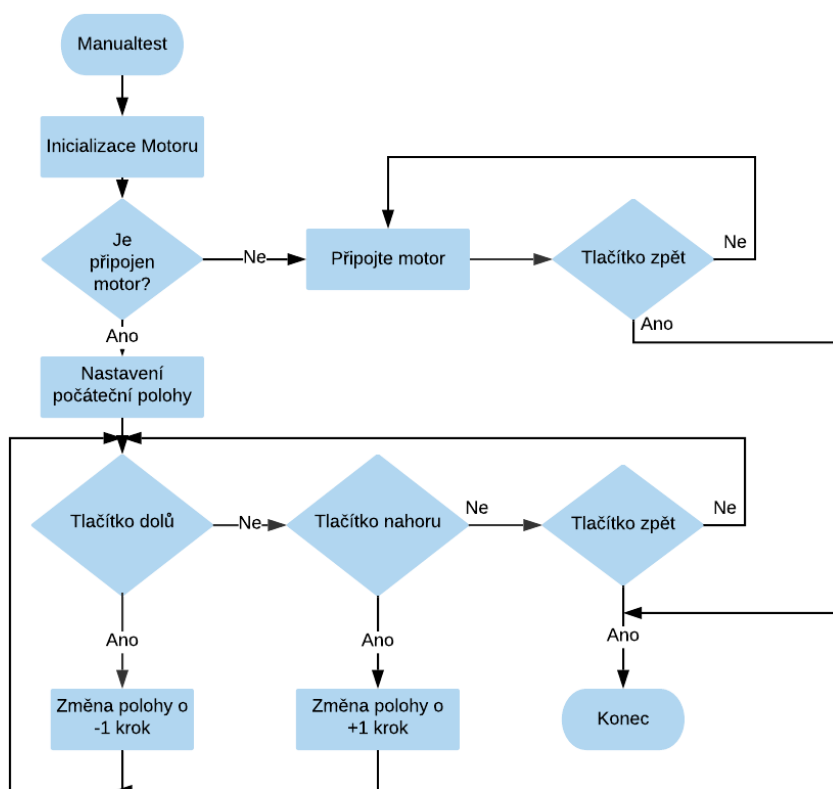 Manualtest
Inicializace Motoru
Je
připojen
motor?
Ne
Připojte motor
Tlačítko zpět
Ne
Ano
Ano
Nastavení
počáteční polohy
Tlačítko dolů
Ne
Tlačítko nahoru
Ne
Tlačítko zpět
Ne
Ano
Ano
Ano
Změna polohy o
-1 krok
Změna polohy o
+1 krok
Konec